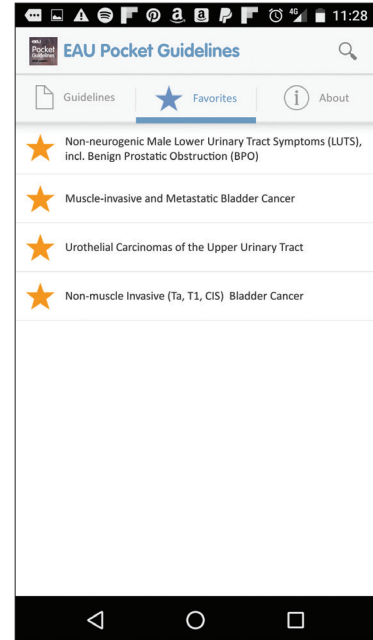 4G 11:28
EAU Pocket Guidelines
Guidelines
Favorites
About
Non-neurogenic Male Lower Urinary Tract Symptoms (LUTS),
incl. Benign Prostatic Obstruction (BPO)
Muscle-invasive and Metastatic Bladder Cancer
Urothelial Carcinomas of the Upper Urinary Tract
Non-muscle Invasive (Ta, T1, CIS) Bladder Cancer